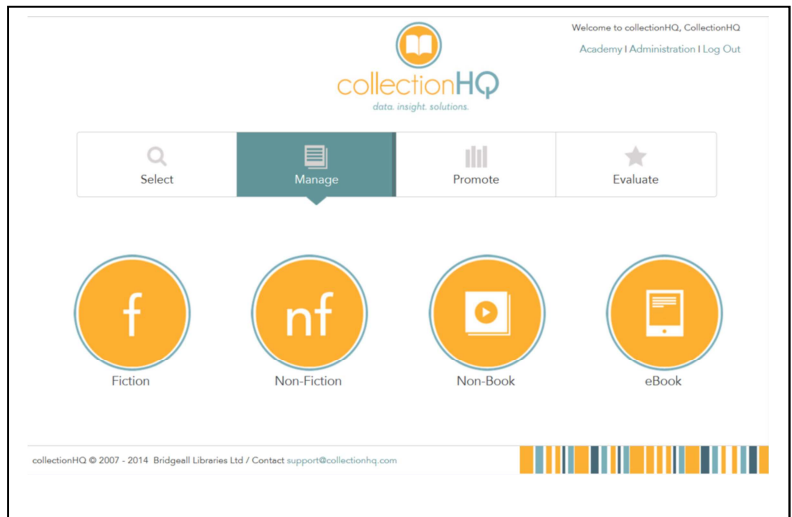 Welcome to collectionHQ, CollectionHQ
Academy I Administration I Log Out
collectionHQ
data. insight. solutions.
Select
Manage
Promote
Evaluate
f
nf
Fiction
Non-Fiction
Non-Book
eBook
collectionHQ © 2007 - 2014 Bridgeall Libraries Ltd / Contact support@collectionhq.com